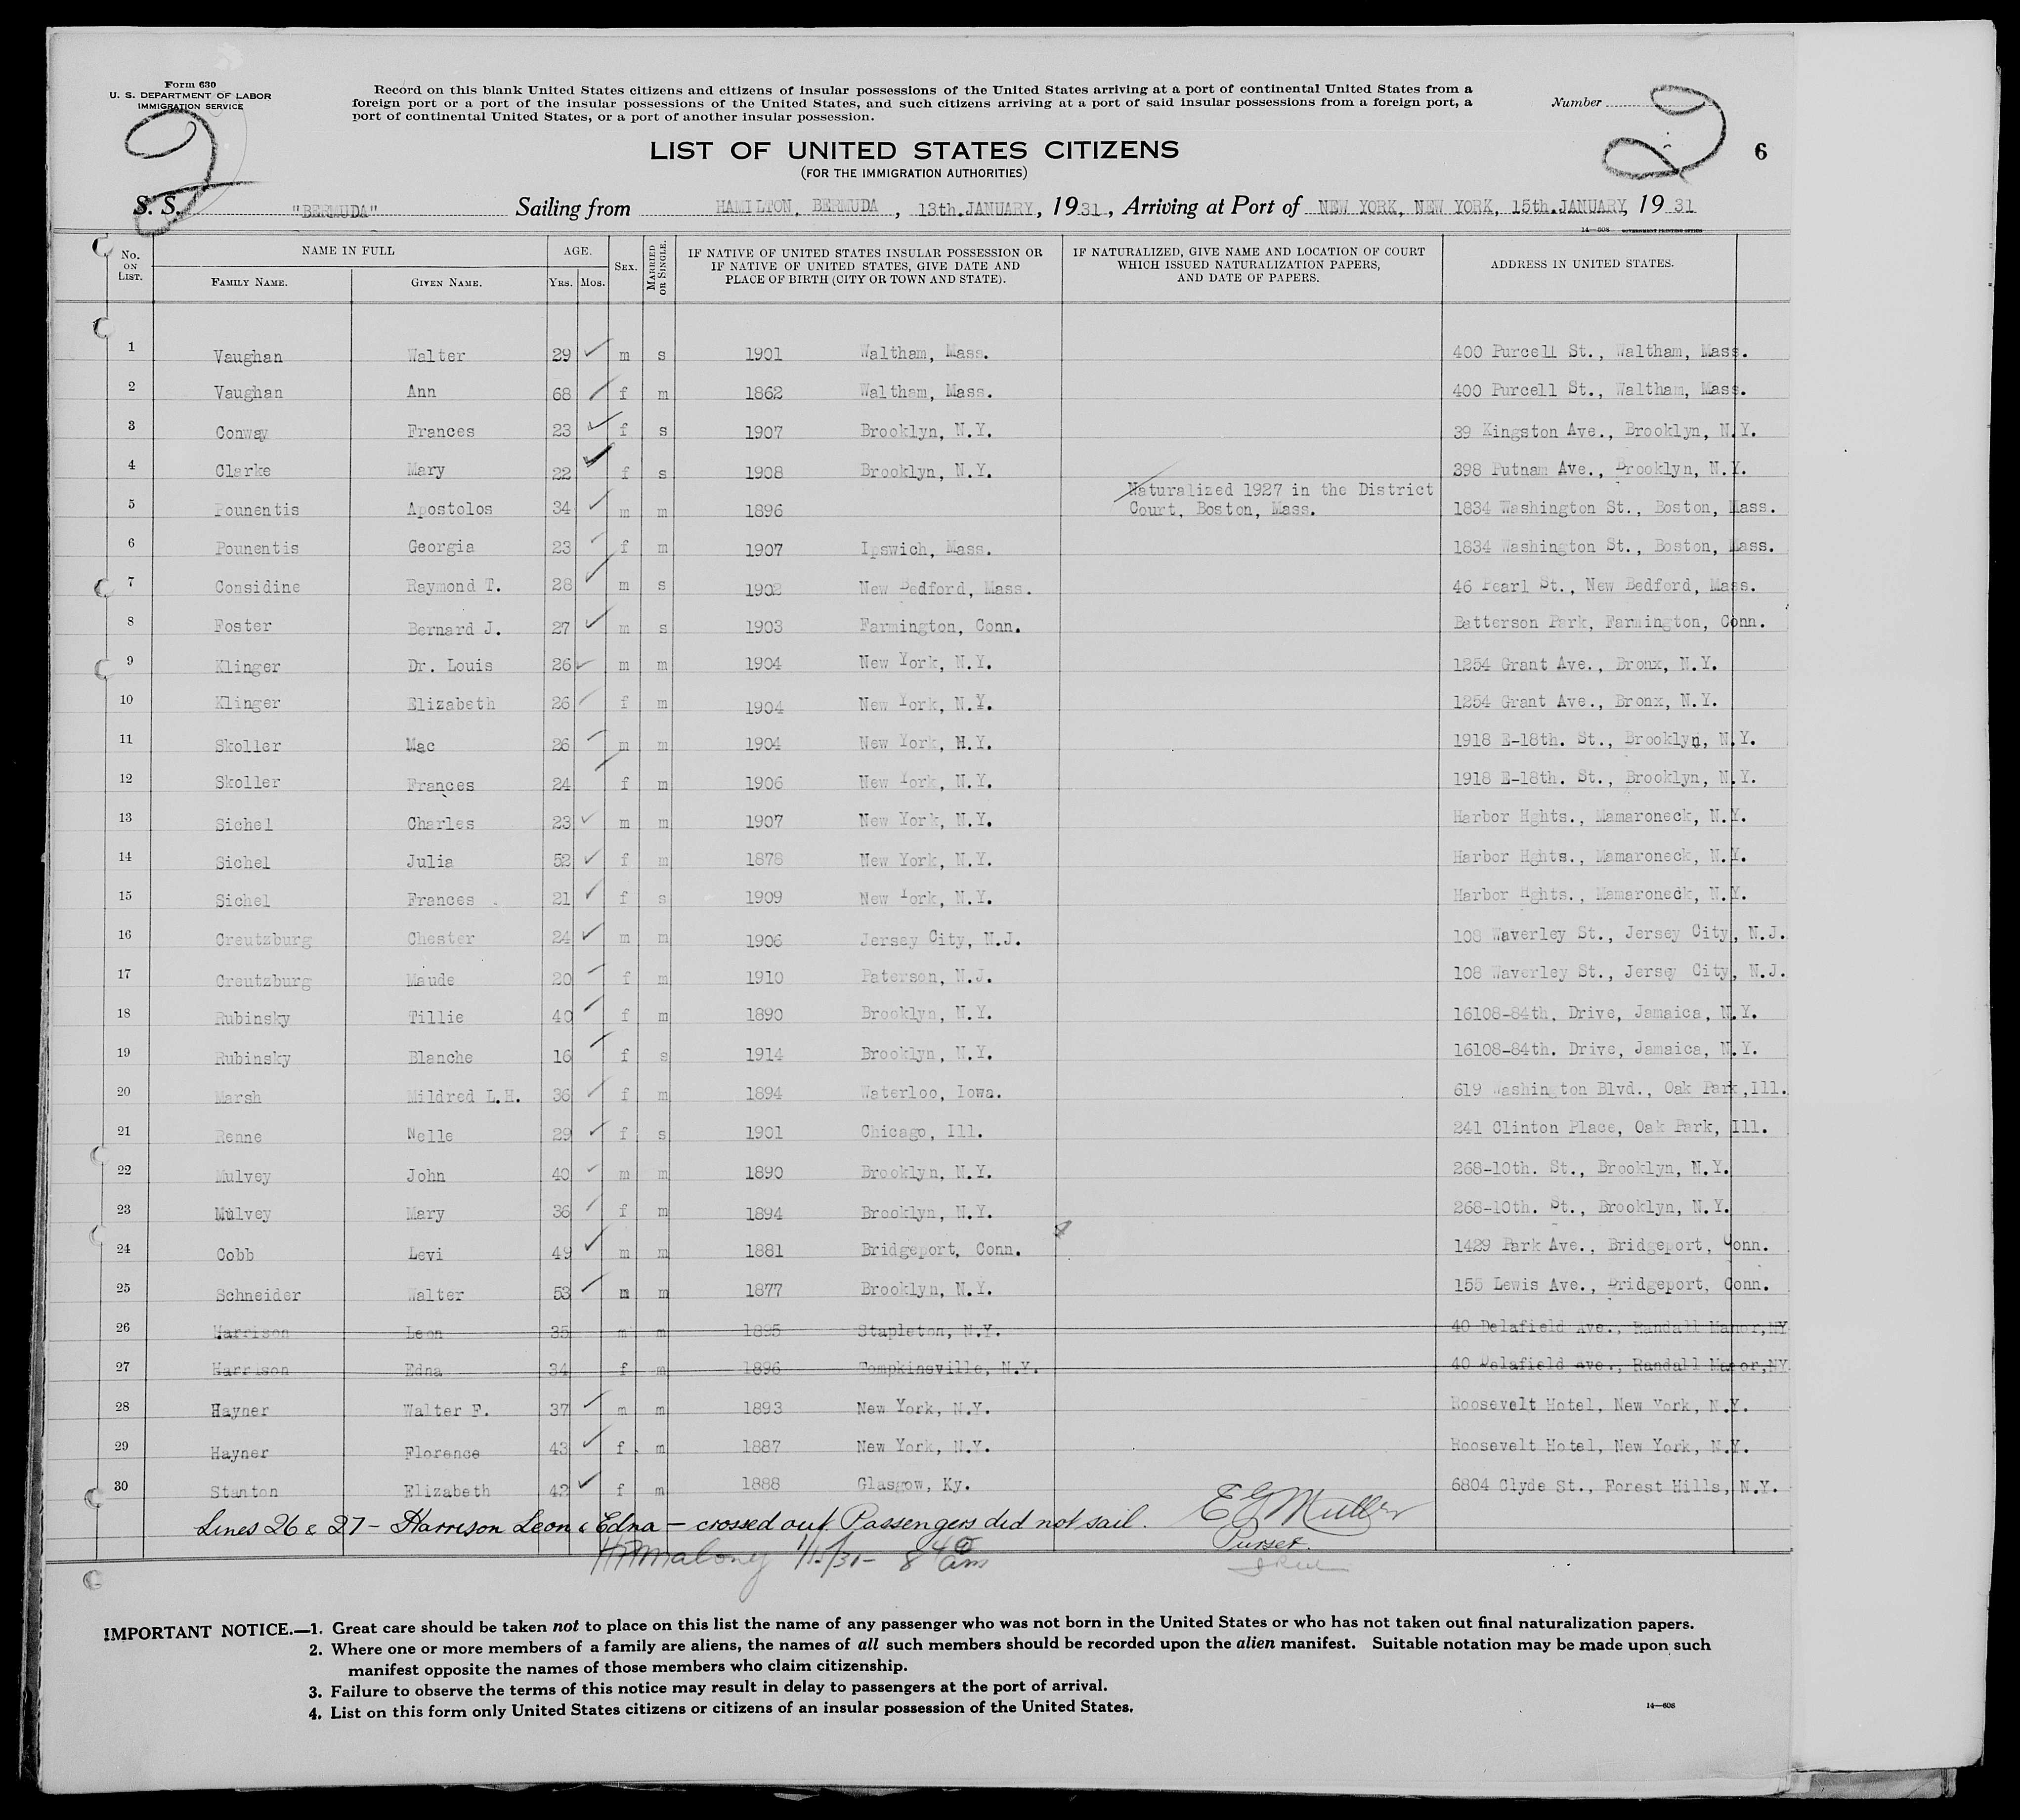 Form 630
U. S. DEPARTMENT OF LABOR
IMMIGRATION SERVICE
Record on this blank United States citizens and citizens of insular possessions of the United States arriving at a port of continental United States from a
foreign port or a port of the insular possessions of the United States, and such citizens arriving at a port of said insular possessions from a foreign port, a
port of continental United States, or a port of another insular possession.
Number
2
2
6
LIST OF UNITED STATES CITIZENS
(FOR THE IMMIGRATION AUTHORITIES)
S. S. "BERMUDA" Sailing from HAMILTON, BERMUDA, 13th.JANUARY, 1931, Arriving at Port of NEW YORK, NEW YORK, 15th.JANUARY, 1931
14—608 GOVERNMENT PRINTING OFFICE
No. ON LIST. NAME IN FULL AGE. SEX. MARRIED OR SINGLE. IF NATIVE OF UNITED STATES INSULAR POSSESSION OR IF NATIVE OF UNITED STATES, GIVE DATE AND PLACE OF BIRTH (CITY OR TOWN AND STATE). IF NATURALIZED, GIVE NAME AND LOCATION OF COURT WHICH ISSUED NATURALIZATION PAPERS, AND DATE OF PAPERS. ADDRESS IN UNITED STATES.
FAMILY NAME. GIVEN NAME. YRS. MOS.
1 Vaughan Walter 29 m s 1901 Waltham, Mass. 400 Purcell St., Waltham, Mass.
2 Vaughan Ann 68 f m 1862 Waltham, Mass. 400 Purcell St., Waltham, Mass.
3 Conway Frances 23 f s 1907 Brooklyn, N.Y. 39 Kingston Ave., Brooklyn, N.Y.
4 Clarke Mary 22 f s 1908 Brooklyn, N.Y. 398 Putnam Ave., Brooklyn, N.Y.
Naturalized 1927 in the District
5 Pounentis Apostolos 34 m m 1896 Court, Boston, Mass. 1834 Washington St., Boston, Mass.
6 Pounentis Georgia 23 f m 1907 Ipswich, Mass. 1834 Washington St., Boston, Mass.
7 Considine Raymond T. 28 m s 1902 New Bedford, Mass. 46 Pearl St., New Bedford, Mass.
8 Foster Bernard J. 27 m s 1903 Farmington, Conn. Batterson Park, Farmington, Conn.
9 Klinger Dr. Louis 26 m m 1904 New York, N.Y. 1254 Grant Ave., Bronx, N.Y.
10 Klinger Elizabeth 26 f m 1904 New York, N.Y. 1254 Grant Ave., Bronx, N.Y.
11 Skoller Mac 26 m m 1904 New York, N.Y. 1918 E-18th. St., Brooklyn, N.Y.
12 Skoller Frances 24 f m 1906 New York, N.Y. 1918 E-18th. St., Brooklyn, N.Y.
13 Sichel Charles 23 m m 1907 New York, N.Y. Harbor Hghts., Mamaroneck, N.Y.
14 Sichel Julia 52 f m 1878 New York, N.Y. Harbor Hghts., Mamaroneck, N.Y.
15 Sichel Frances 21 f s 1909 New York, N.Y. Harbor Hghts., Mamaroneck, N.Y.
16 Creutzburg Chester 24 m m 1906 Jersey City, N.J. 108 Waverley St., Jersey City, N.J.
17 Creutzburg Maude 20 f m 1910 Paterson, N.J. 108 Waverley St., Jersey City, N.J.
18 Rubinsky Tillie 40 f m 1890 Brooklyn, N.Y. 16108-84th. Drive, Jamaica, N.Y.
19 Rubinsky Blanche 16 f s 1914 Brooklyn, N.Y. 16108-84th. Drive, Jamaica, N.Y.
20 Marsh Mildred L.H. 36 f m 1894 Waterloo, Iowa. 619 Washington Blvd., Oak Park,Ill.
21 Renne Nelle 29 f s 1901 Chicago, Ill. 241 Clinton Place, Oak Park, Ill.
22 Mulvey John 40 m m 1890 Brooklyn, N.Y. 268-10th. St., Brooklyn, N.Y.
23 Mulvey Mary 36 f m 1894 Brooklyn, N.Y. 268-10th. St., Brooklyn, N.Y.
24 Cobb Levi 49 m m 1881 Bridgeport, Conn. 1429 Park Ave., Bridgeport, Conn.
25 Schneider Walter 53 m m 1877 Brooklyn, N.Y. 155 Lewis Ave., Bridgeport, Conn.
26 Harrison Leon 35 m m 1895 Stapleton, N.Y. 40 Delafield Ave., Randall Manor,NY
27 Harrison Edna 34 f m 1896 Tompkinsville, N.Y. 40 Delafield Ave., Randall Manor,NY
28 Hayner Walter F. 37 m m 1893 New York, N.Y. Roosevelt Hotel, New York, N.Y.
29 Hayner Florence 43 f m 1887 New York, N.Y. Roosevelt Hotel, New York, N.Y.
30 Stanton Elizabeth 42 f m 1888 Glasgow, Ky. 6804 Clyde St., Forest Hills, N.Y.
Lines 26 & 27 - Harrison Leon & Edna - crossed out. Passengers did not sail. E G Muller
Purser.
Maloney 1/15/31 - 8 40 am
IMPORTANT NOTICE.—1. Great care should be taken not to place on this list the name of any passenger who was not born in the United States or who has not taken out final naturalization papers.
2. Where one or more members of a family are aliens, the names of all such members should be recorded upon the alien manifest. Suitable notation may be made upon such
manifest opposite the names of those members who claim citizenship.
3. Failure to observe the terms of this notice may result in delay to passengers at the port of arrival.
4. List on this form only United States citizens or citizens of an insular possession of the United States.
14—608